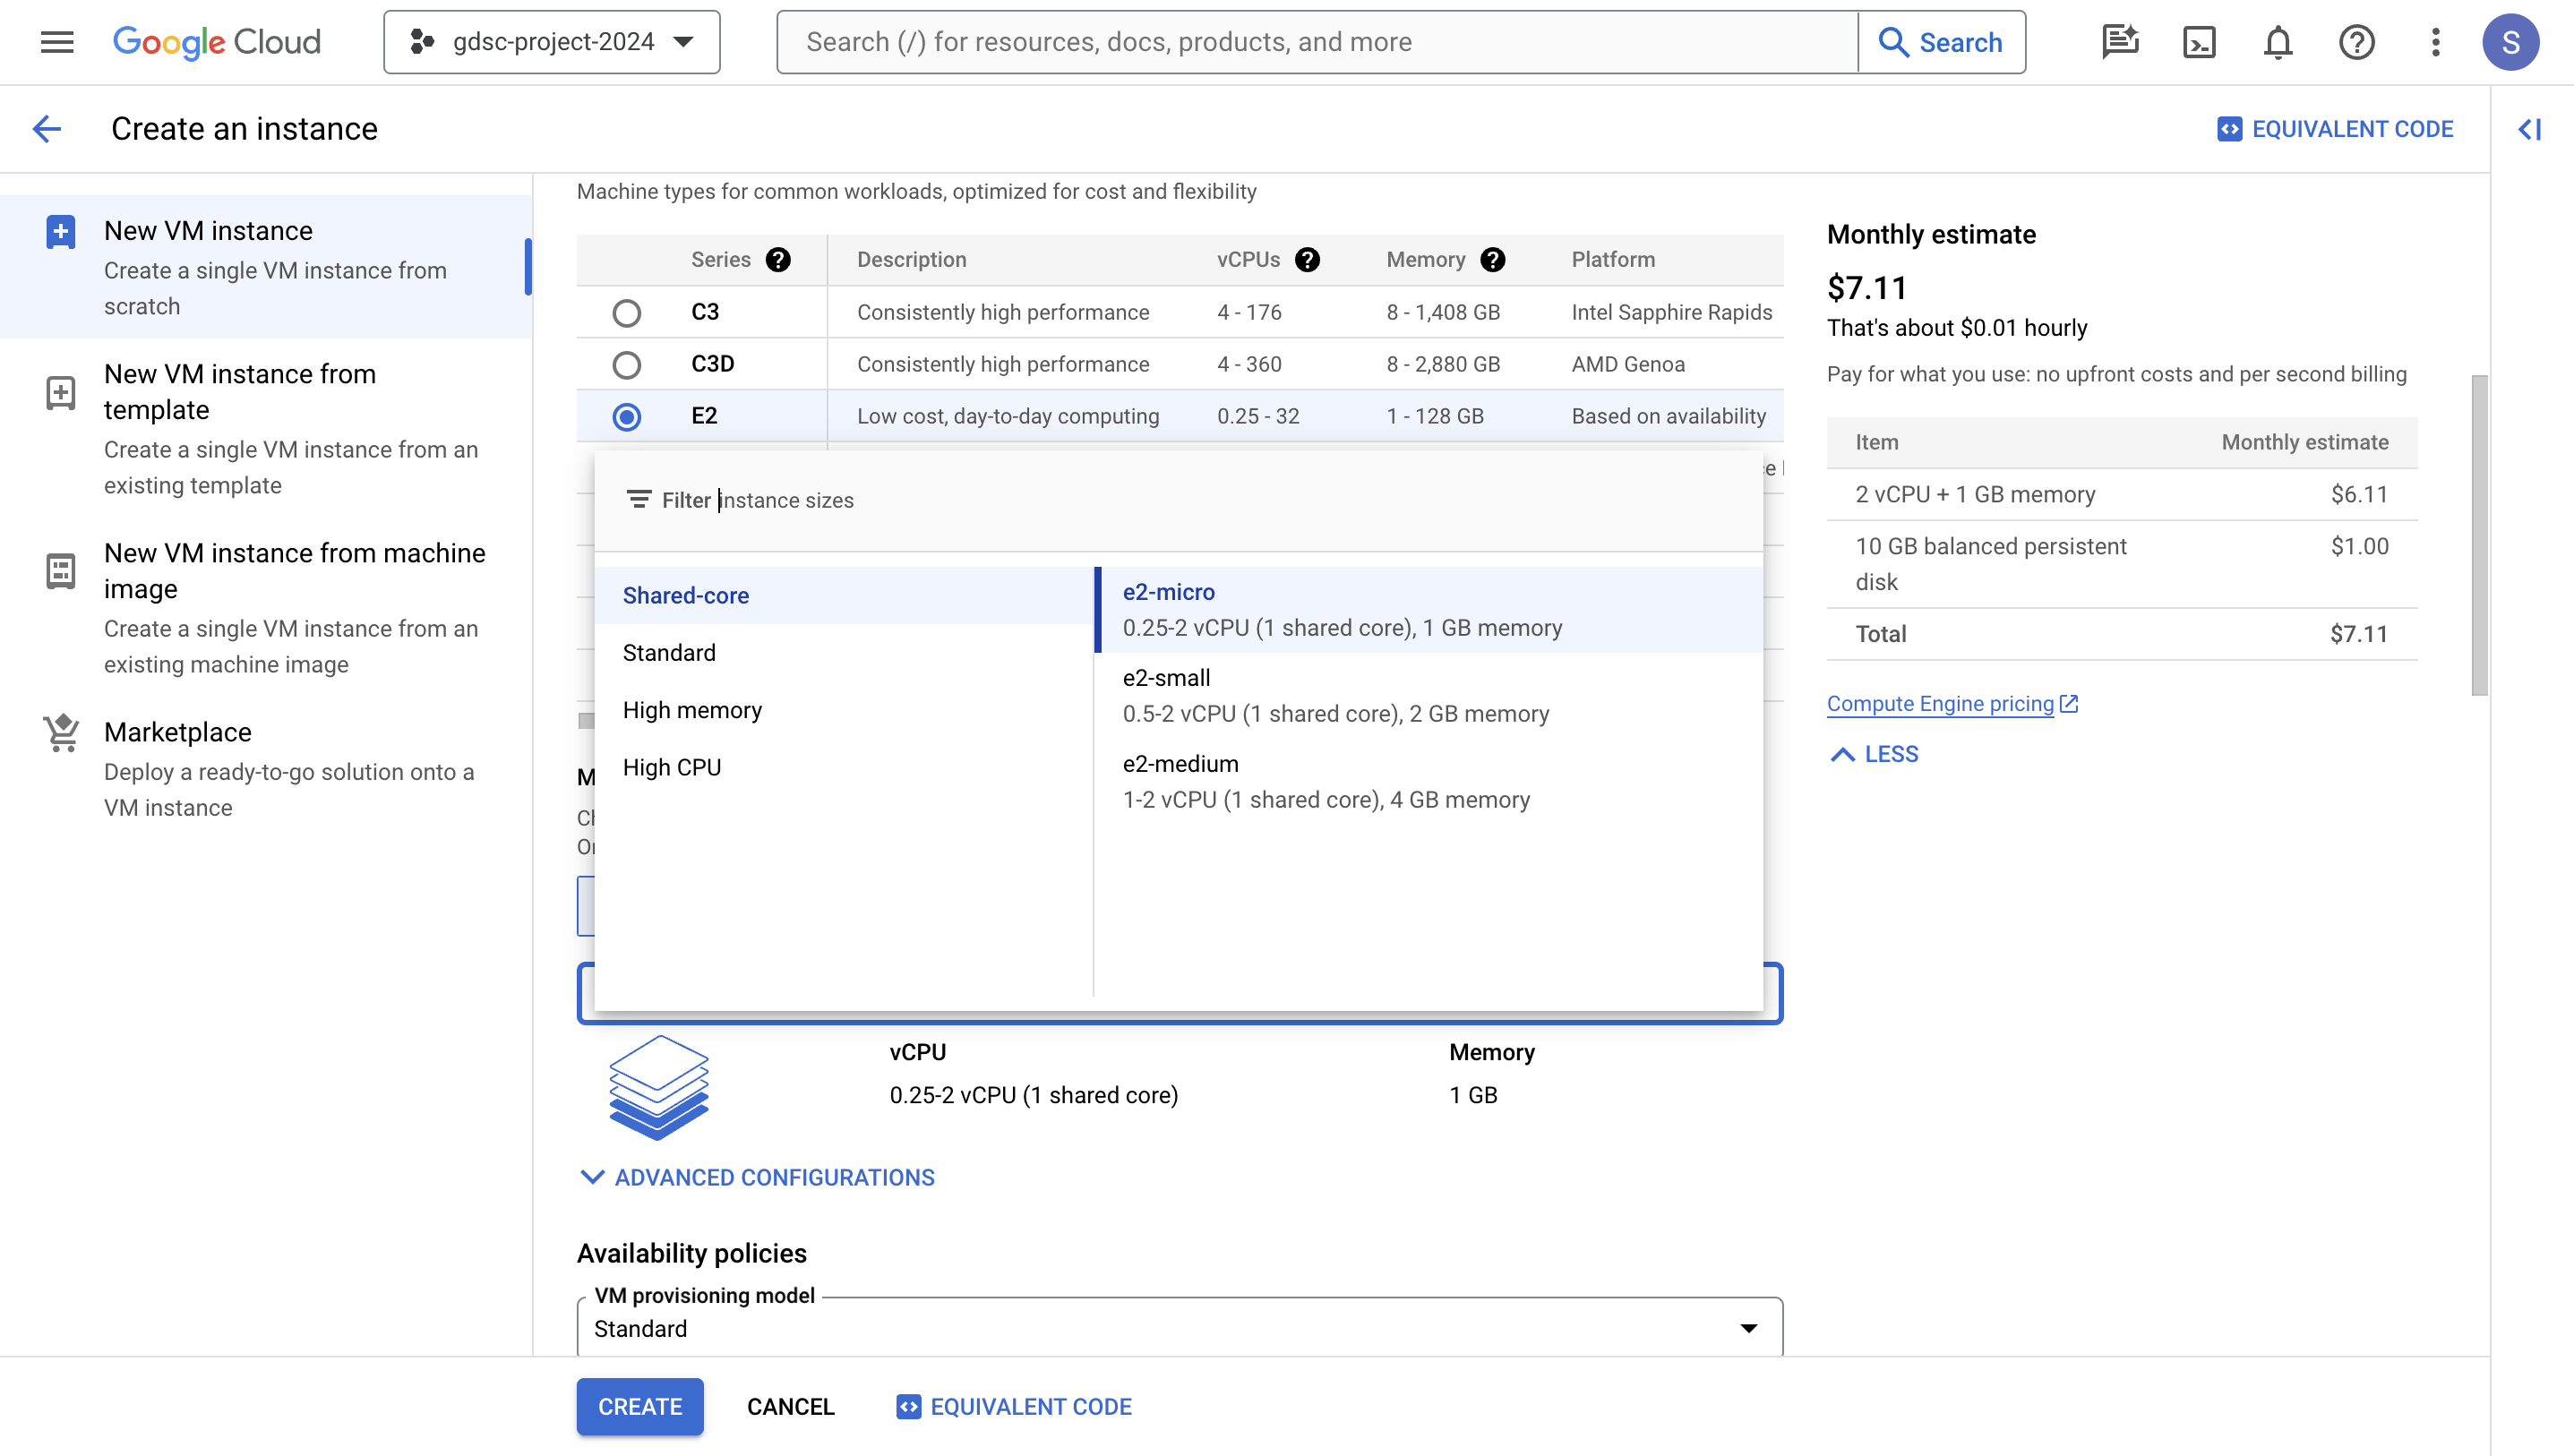 Google Cloud
gdsc-project-2024
Search (/) for resources, docs, products, and more
Search
S
Create an instance
EQUIVALENT CODE
New VM instance
Create a single VM instance from
scratch
New VM instance from
template
Create a single VM instance from an
existing template
New VM instance from machine
image
Create a single VM instance from an
existing machine image
Marketplace
Deploy a ready-to-go solution onto a
VM instance
Machine types for common workloads, optimized for cost and flexibility
Series Description vCPUs Memory Platform
C3 Consistently high performance 4 - 176 8 - 1,408 GB Intel Sapphire Rapids
C3D Consistently high performance 4 - 360 8 - 2,880 GB AMD Genoa
E2 Low cost, day-to-day computing 0.25 - 32 1 - 128 GB Based on availability
Filter instance sizes
Shared-core
Standard
High memory
High CPU
e2-micro
0.25-2 vCPU (1 shared core), 1 GB memory
e2-small
0.5-2 vCPU (1 shared core), 2 GB memory
e2-medium
1-2 vCPU (1 shared core), 4 GB memory
vCPU Memory
0.25-2 vCPU (1 shared core) 1 GB
ADVANCED CONFIGURATIONS
Availability policies
VM provisioning model
Standard
CREATE CANCEL EQUIVALENT CODE
Monthly estimate
$7.11
That's about $0.01 hourly
Pay for what you use: no upfront costs and per second billing
Item Monthly estimate
2 vCPU + 1 GB memory $6.11
10 GB balanced persistent $1.00
disk
Total $7.11
Compute Engine pricing
LESS